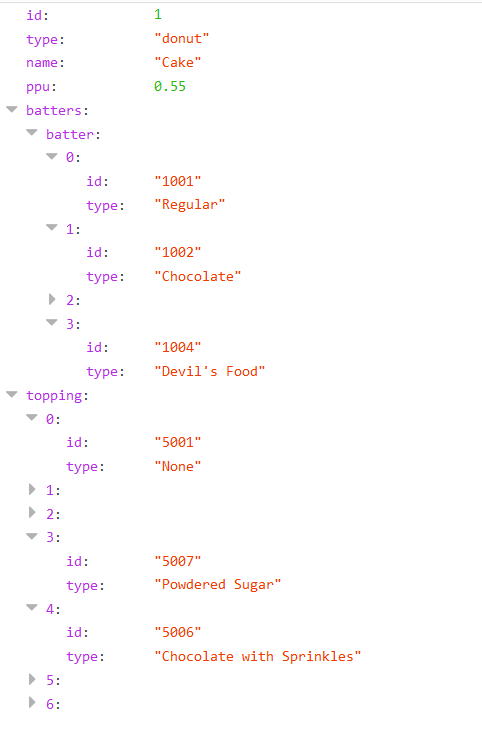 id: 1
type: "donut"
name: "Cake"
ppu: 0.55
batters:
batter:
0:
id: "1001"
type: "Regular"
1:
id: "1002"
type: "Chocolate"
2:
3:
id: "1004"
type: "Devil's Food"
topping:
0:
id: "5001"
type: "None"
1:
2:
3:
id: "5007"
type: "Powdered Sugar"
4:
id: "5006"
type: "Chocolate with Sprinkles"
5:
6: